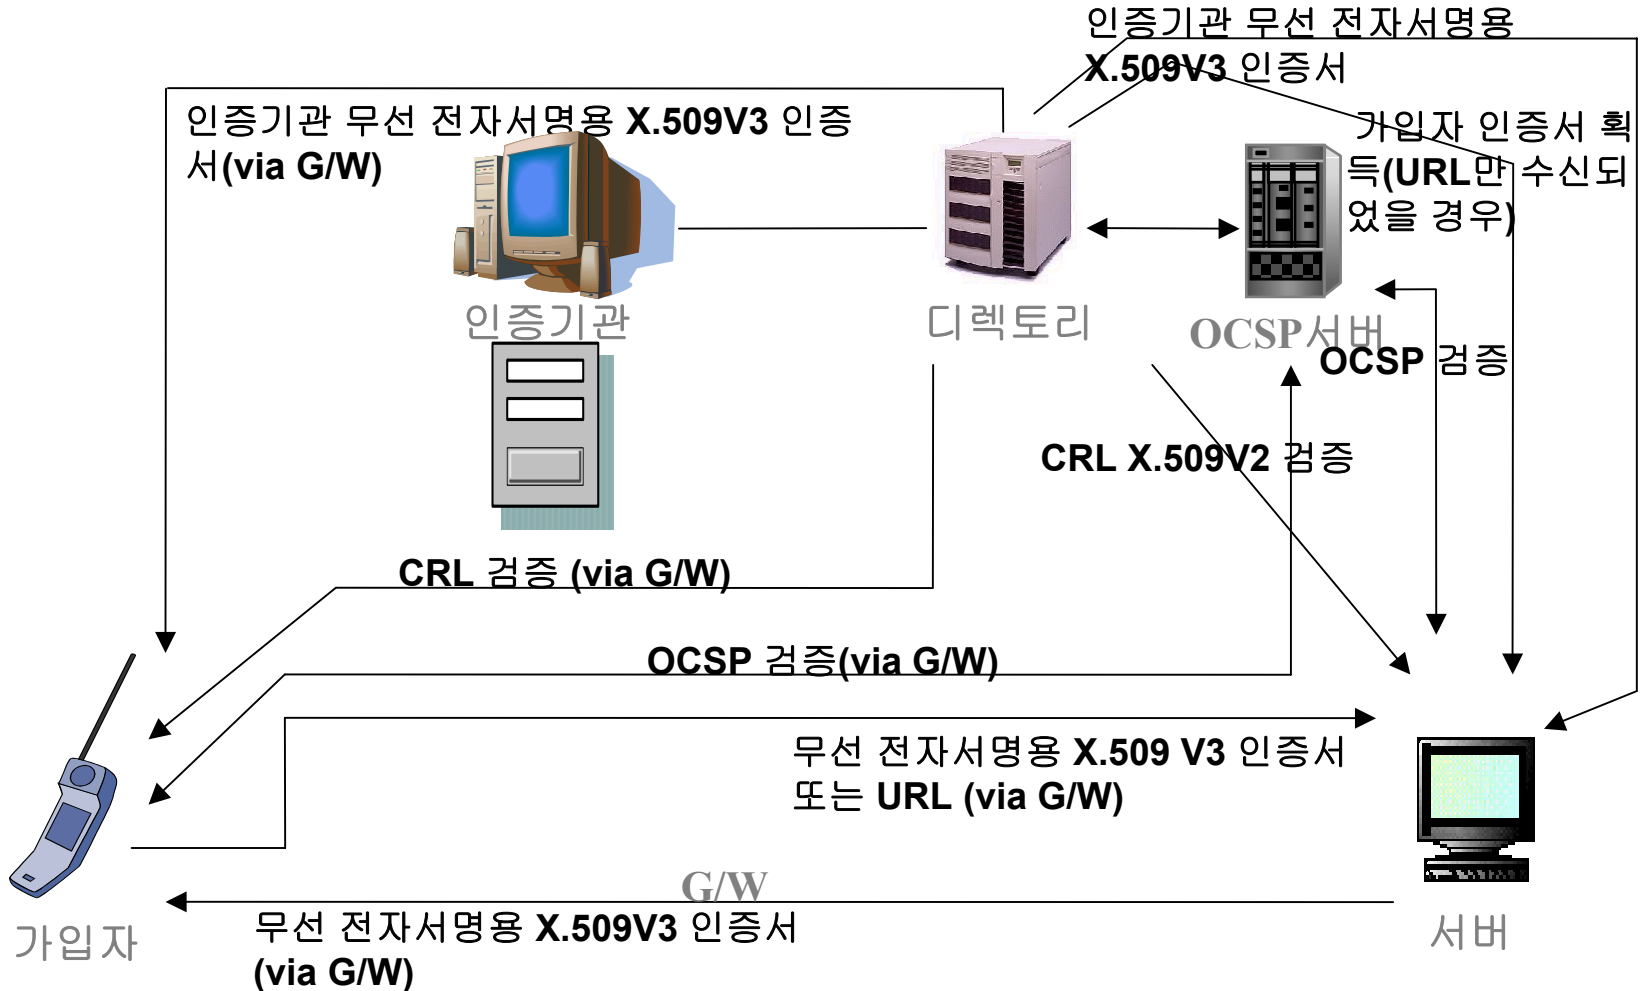 인증기관 무선 전자서명용
X.509V3 인증서
인증기관 무선 전자서명용 X.509V3 인증
서(via G/W)
가입자 인증서 획
득(URL만 수신되
었을 경우)
인증기관
디렉토리
OCSP서버
OCSP 검증
CRL X.509V2 검증
CRL 검증 (via G/W)
OCSP 검증(via G/W)
무선 전자서명용 X.509 V3 인증서
또는 URL (via G/W)
G/W
무선 전자서명용 X.509V3 인증서
(via G/W)
가입자
서버